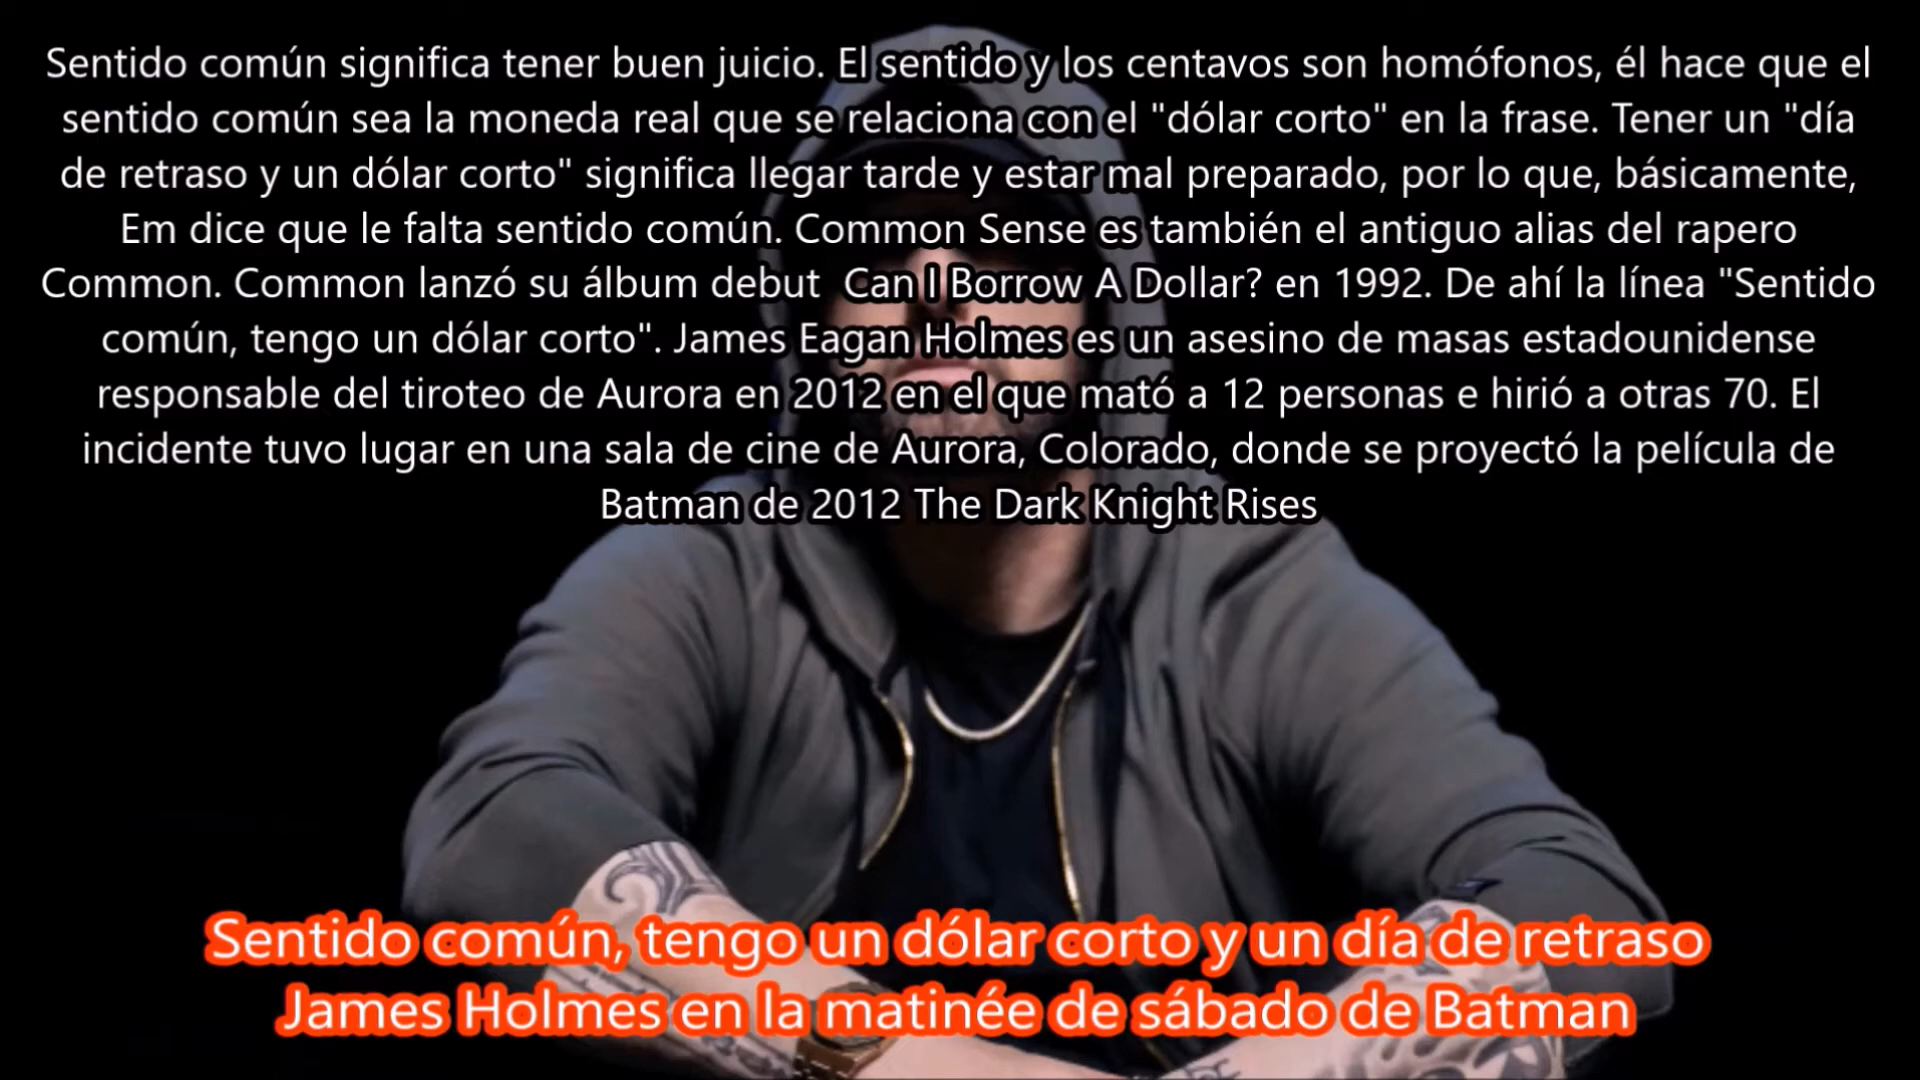 Sentido común significa tener buen juicio. El sentido y los centavos son homófonos, él hace que el
sentido común sea la moneda real que se relaciona con el "dólar corto" en la frase. Tener un "día
de retraso y un dólar corto" significa llegar tarde y estar mal preparado, por lo que, básicamente,
Em dice que le falta sentido común. Common Sense es también el antiguo alias del rapero
Common. Common lanzó su álbum debut  Can I Borrow A Dollar? en 1992. De ahí la línea "Sentido
común, tengo un dólar corto". James Eagan Holmes es un asesino de masas estadounidense
responsable del tiroteo de Aurora en 2012 en el que mató a 12 personas e hirió a otras 70. El
incidente tuvo lugar en una sala de cine de Aurora, Colorado, donde se proyectó la película de
Batman de 2012 The Dark Knight Rises
Sentido común, tengo un dólar corto y un día de retraso
James Holmes en la matinée de sábado de Batman